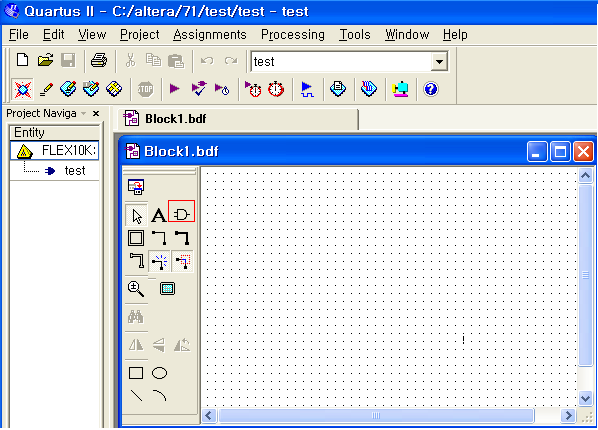 Quartus II - C:/altera/71/test/test - test
File Edit View Project Assignments Processing Tools Window Help
test
Project Naviga
Block1.bdf
Entity
FLEX10K:
test
Block1.bdf
A